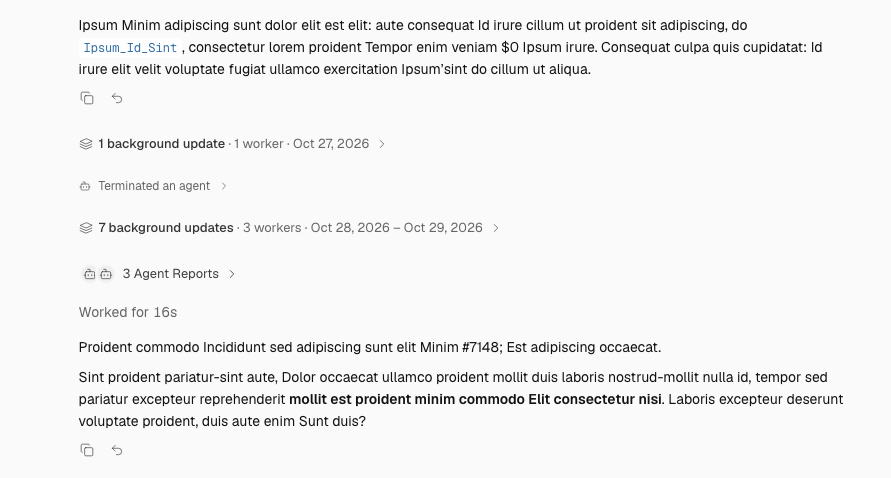 Ipsum Minim adipiscing sunt dolor elit est elit: aute consequat Id irure cillum ut proident sit adipiscing, do
Ipsum_Id_Sint , consectetur lorem proident Tempor enim veniam $0 Ipsum irure. Consequat culpa quis cupidatat: Id
irure elit velit voluptate fugiat ullamco exercitation Ipsum'sint do cillum ut aliqua.
1 background update · 1 worker · Oct 27, 2026
Terminated an agent
7 background updates · 3 workers · Oct 28, 2026 – Oct 29, 2026
3 Agent Reports
Worked for 16s
Proident commodo Incididunt sed adipiscing sunt elit Minim #7148; Est adipiscing occaecat.
Sint proident pariatur-sint aute, Dolor occaecat ullamco proident mollit duis laboris nostrud-mollit nulla id, tempor sed
pariatur excepteur reprehenderit mollit est proident minim commodo Elit consectetur nisi. Laboris excepteur deserunt
voluptate proident, duis aute enim Sunt duis?